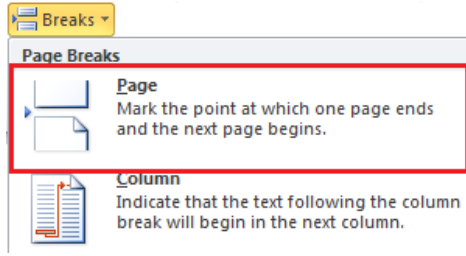 Breaks
Page Breaks
Page
Mark the point at which one page ends
and the next page begins.
Column
Indicate that the text following the column
break will begin in the next column.